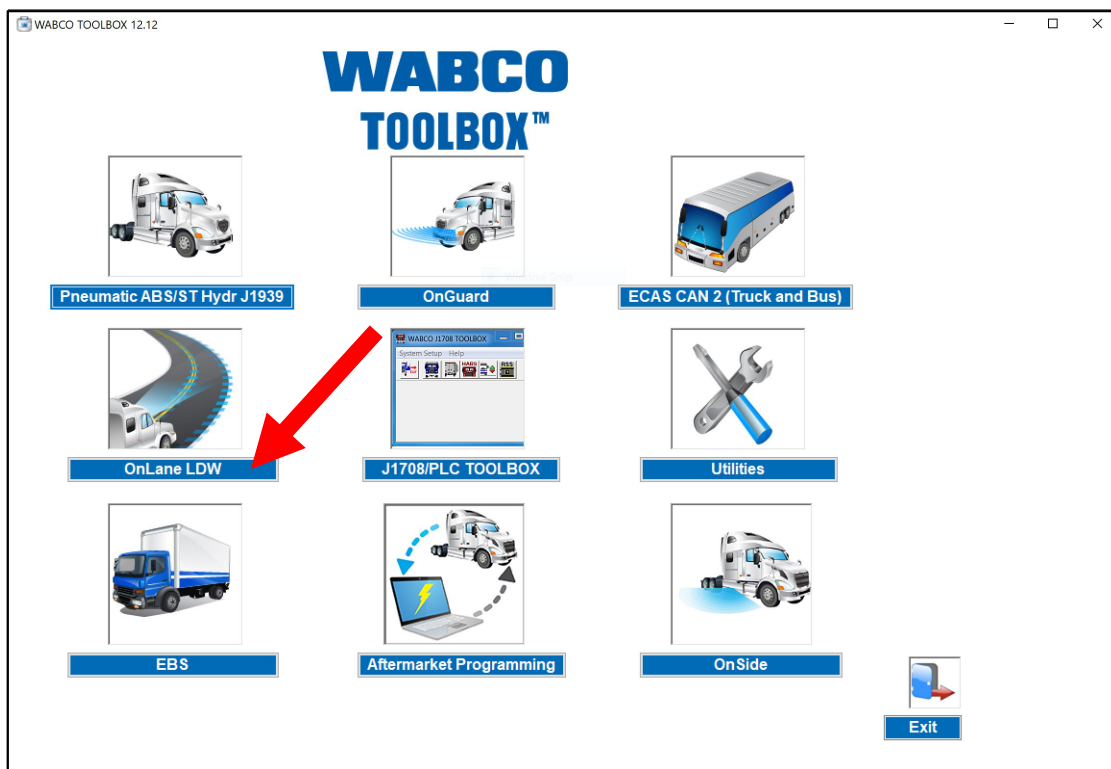 WABCO TOOLBOX 12.12
WABCO
TOOLBOX™
Pneumatic ABS/ST Hydr J1939
OnGuard
ECAS CAN 2 (Truck and Bus)
WABCO J1708 TOOLBOX
System Setup Help
HABS
OnLane LDW
J1708/PLC TOOLBOX
Utilities
EBS
Aftermarket Programming
OnSide
Exit